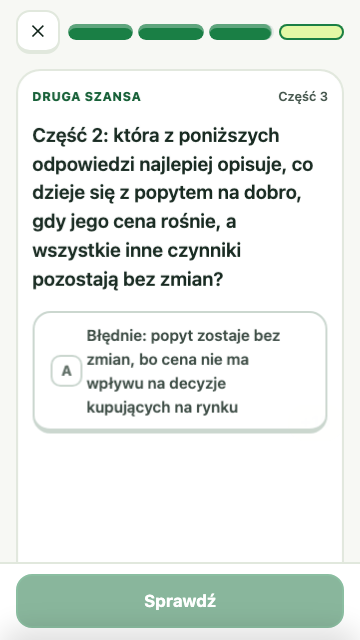 DRUGA SZANSA
Część 3
Część 2: która z poniższych
odpowiedzi najlepiej opisuje, co
dzieje się z popytem na dobro,
gdy jego cena rośnie, a
wszystkie inne czynniki
pozostają bez zmian?
A
Błędnie: popyt zostaje bez
zmian, bo cena nie ma
wpływu na decyzje
kupujących na rynku
Sprawdź